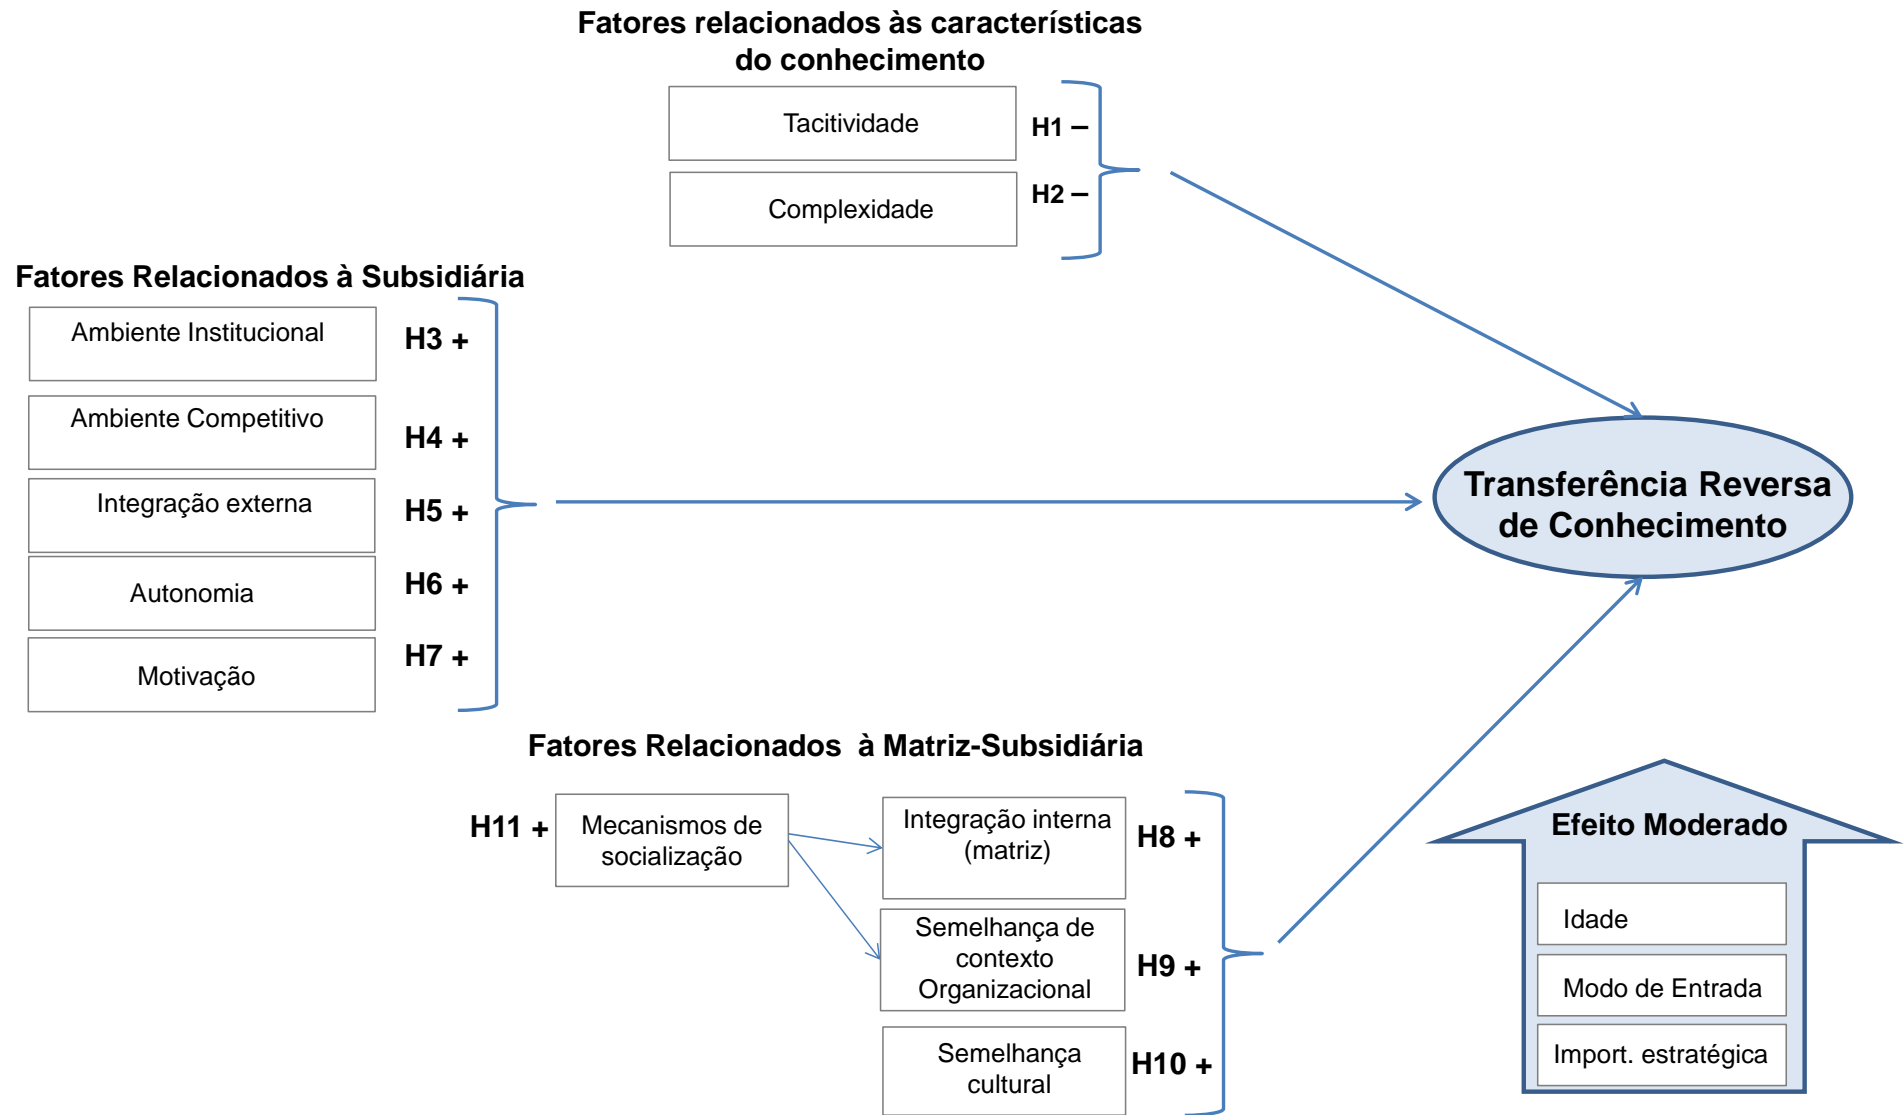 Fatores relacionados às características
do conhecimento
Tacitividade
H1 –
Complexidade
H2 –
Fatores Relacionados à Subsidiária
Ambiente Institucional
H3 +
Ambiente Competitivo
H4 +
Integração externa
H5 +
Autonomia
H6 +
Motivação
H7 +
Transferência Reversa
de Conhecimento
Fatores Relacionados à Matriz-Subsidiária
H11 +
Mecanismos de
socialização
Integração interna
(matriz)
H8 +
Semelhança de
contexto
Organizacional
H9 +
Semelhança
cultural
H10 +
Efeito Moderado
Idade
Modo de Entrada
Import. estratégica